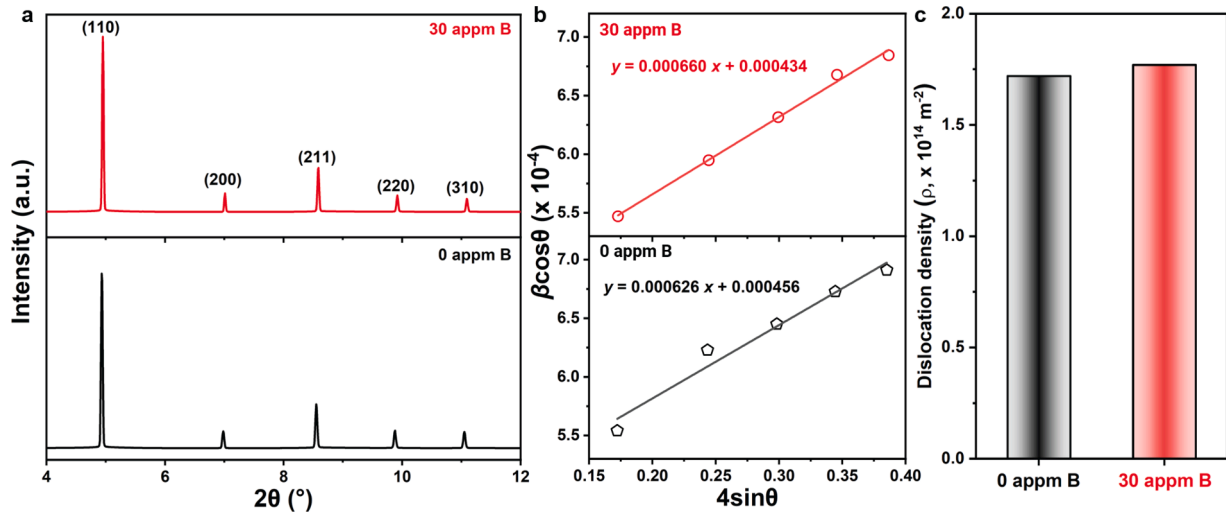 a
30 appm B
(110)
(200)
(211)
(220)
(310)
0 appm B
Intensity (a.u.)
4
6
8
10
12
2θ (°)
b
30 appm B
y = 0.000660 x + 0.000434
7.0
6.5
6.0
5.5
0 appm B
y = 0.000626 x + 0.000456
7.0
6.5
6.0
5.5
βcosθ (x 10-4)
0.15
0.20
0.25
0.30
0.35
0.40
4sinθ
c
2.0
1.5
1.0
0.5
0.0
Dislocation density (ρ, x 10¹⁴ m⁻²)
0 appm B
30 appm B